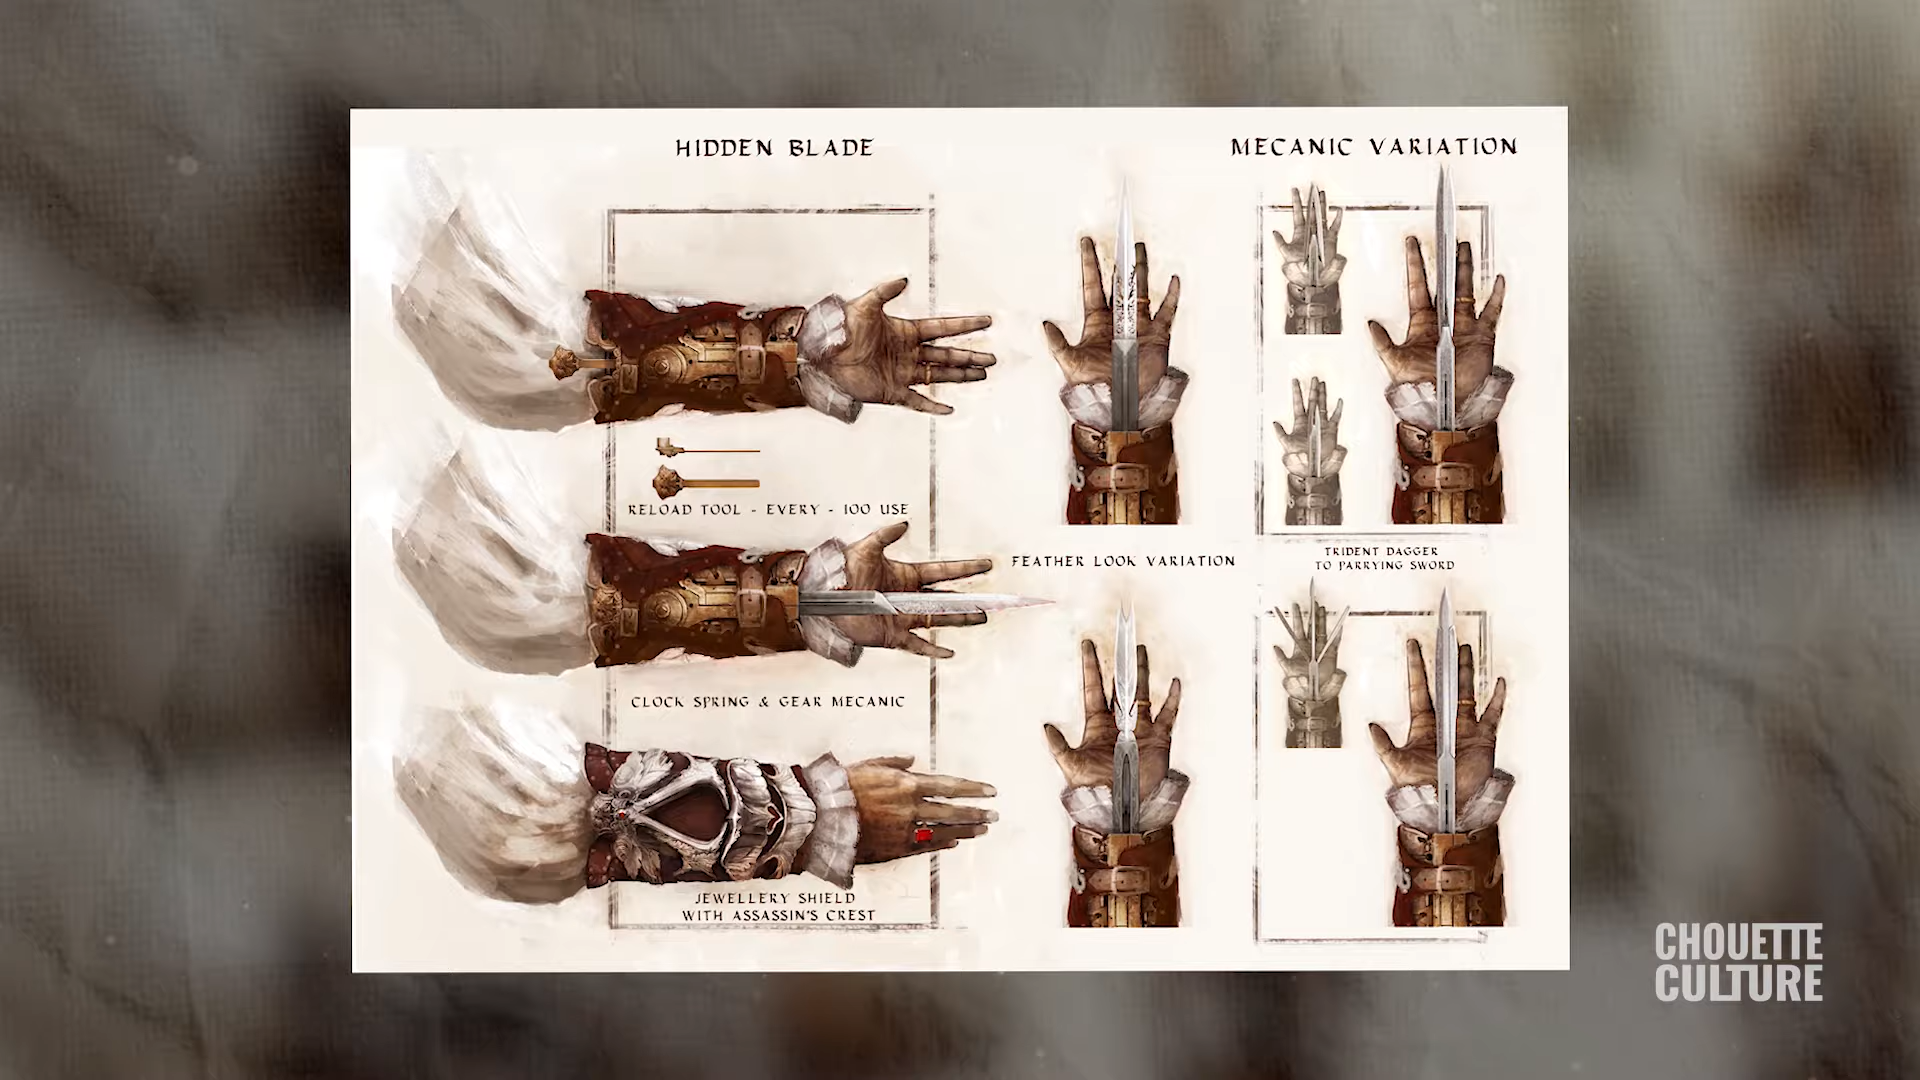 HIDDEN BLADE
MECANIC VARIATION
RELOAD TOOL - EVERY - 100 USE
FEATHER LOOK VARIATION
TRIDENT DAGGER
TO PARRYING SWORD
CLOCK SPRING & GEAR MECANIC
JEWELLERY SHIELD
WITH ASSASSIN'S CREST
CHOUETTE
CULTURE